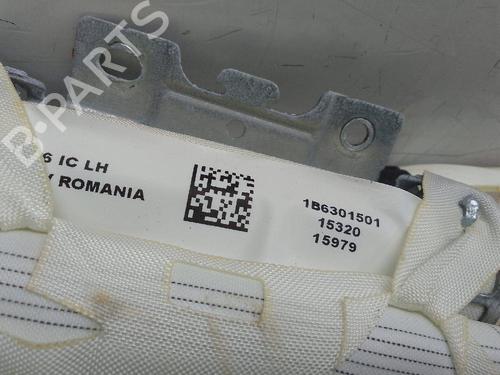 B-PARTS
6 IC LH
ROMANIA
1B6301501
15320
15979